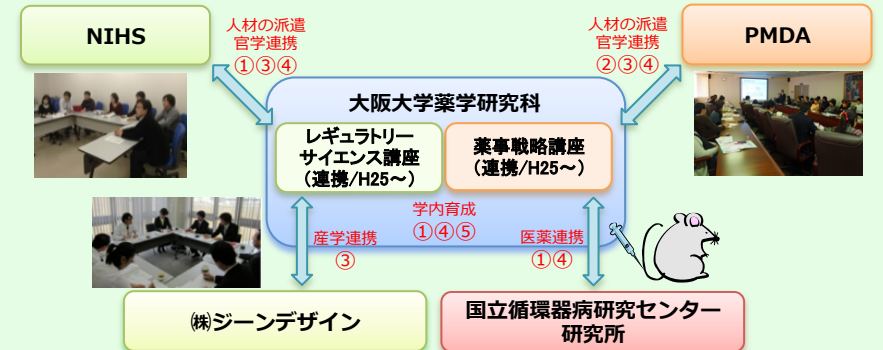 NIHS
人材の派遣
官学連携
①③④
人材の派遣
官学連携
②③④
PMDA
大阪大学薬学研究科
レギュラトリー
サイエンス講座
（連携/H25～）
薬事戦略講座
（連携/H25～）
学内育成
①④⑤
産学連携
③
医薬連携
①④
㈱ジーンデザイン
国立循環器病研究センター
研究所